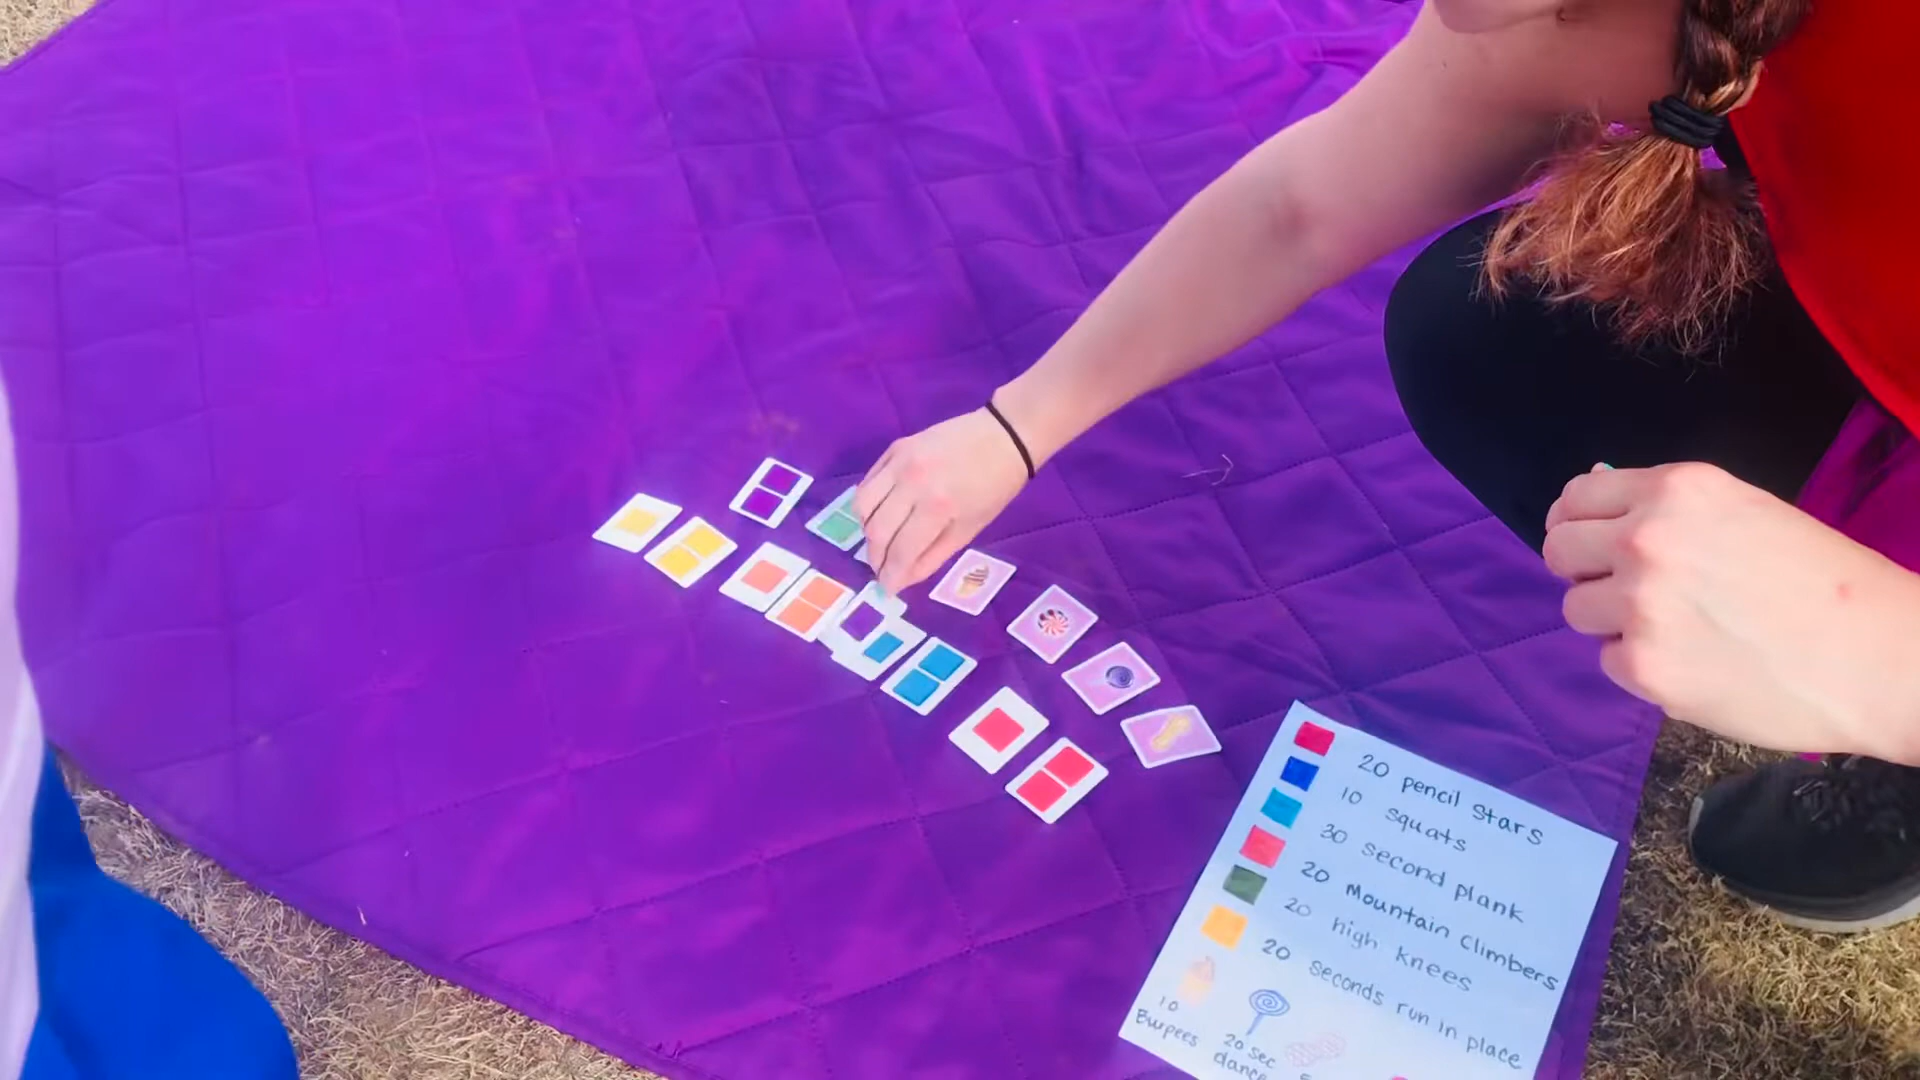 20 pencil stars
10 squats
30 second plank
20 Mountain Climbers
20 high knees
20 seconds run in place
10
Burpees
20 sec
dance